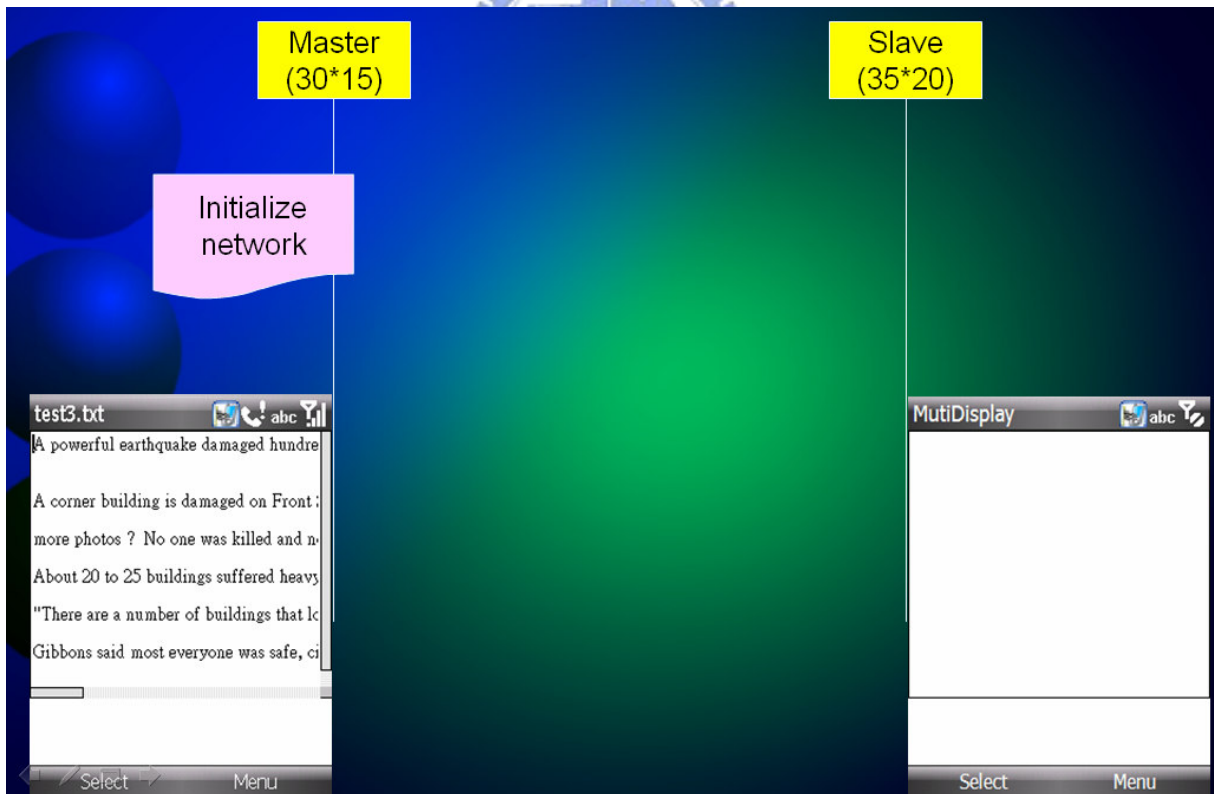 Master
(30*15)
Slave
(35*20)
Initialize
network
test3.txt
abc
A powerful earthquake damaged hundre
A corner building is damaged on Front
more photos ? No one was killed and n
About 20 to 25 buildings suffered heavy
"There are a number of buildings that lo
Gibbons said most everyone was safe, ci
Select Menu
MutiDisplay
abc
Select Menu